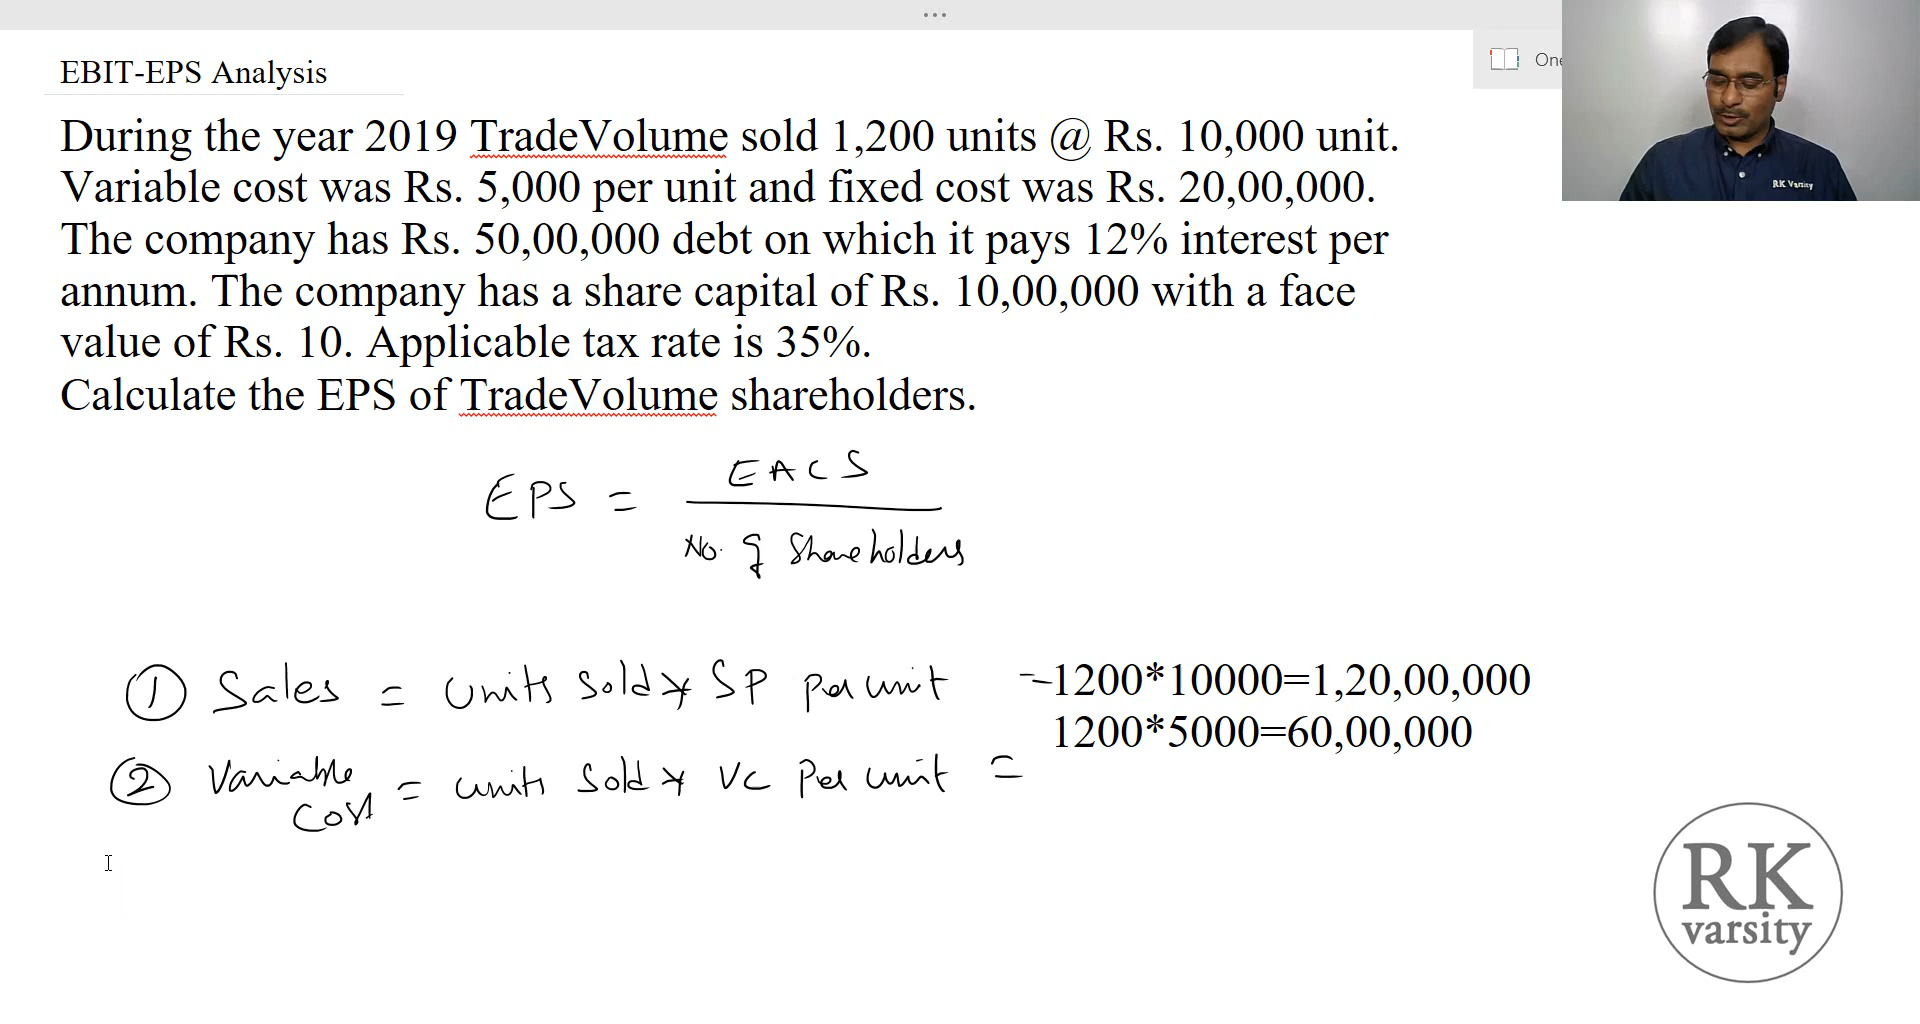 ...
One
EBIT-EPS Analysis
RK Varsity
During the year 2019 TradeVolume sold 1,200 units @ Rs. 10,000 unit.
Variable cost was Rs. 5,000 per unit and fixed cost was Rs. 20,00,000.
The company has Rs. 50,00,000 debt on which it pays 12% interest per
annum. The company has a share capital of Rs. 10,00,000 with a face
value of Rs. 10. Applicable tax rate is 35%.
Calculate the EPS of TradeVolume shareholders.
EPS = EACS
No. of Shareholders
① Sales = units sold * SP per unit = 1200*10000=1,20,00,000
1200*5000=60,00,000
② Variable Cost = units sold * VC Per unit =
RK
varsity